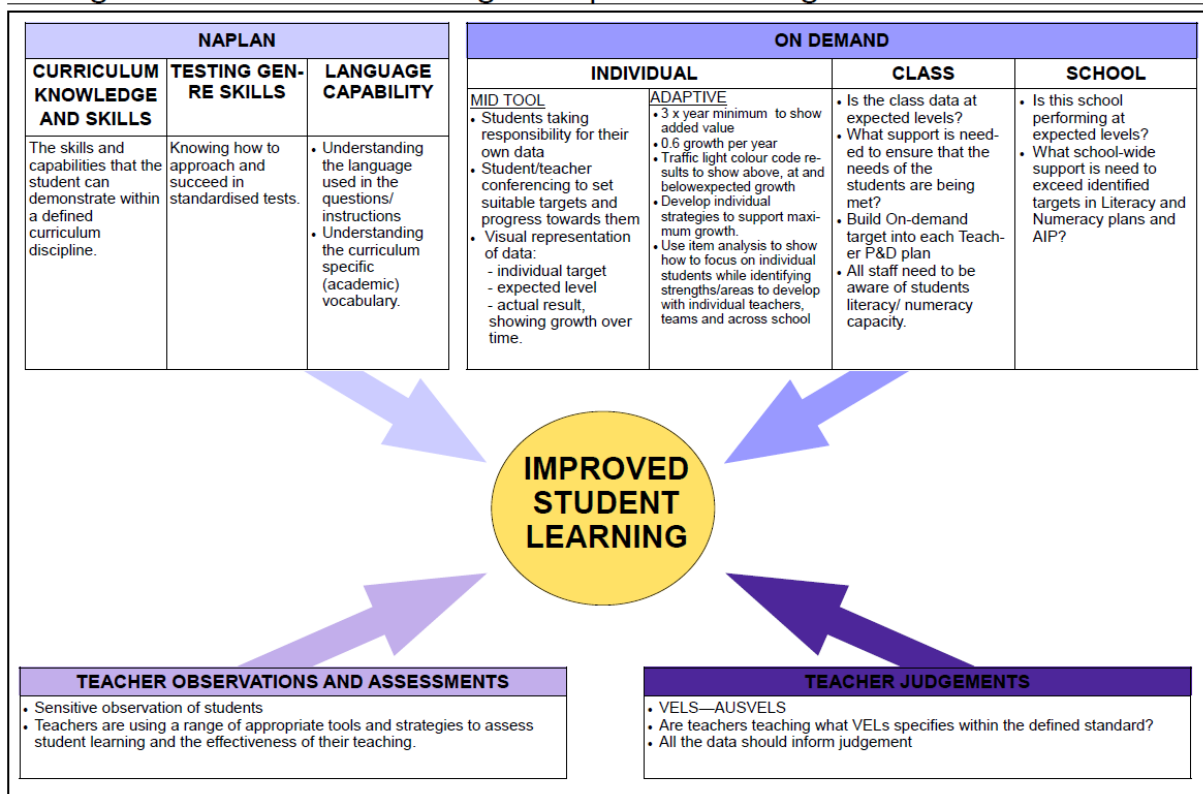 NAPLAN
CURRICULUM
KNOWLEDGE
AND SKILLS
The skills and
capabilities that the
student can
demonstrate within
a defined
curriculum
discipline.
TESTING GEN-
RE SKILLS
Knowing how to
approach and
succeed in
standardised tests.
LANGUAGE
CAPABILITY
• Understanding
the language
used in the
questions/
instructions
• Understanding
the curriculum
specific
(academic)
vocabulary.
ON DEMAND
INDIVIDUAL
MID TOOL
• Students taking
responsibility for their
own data
• Student/teacher
conferencing to set
suitable targets and
progress towards them
• Visual representation
of data:
- individual target
- expected level
- actual result,
showing growth over
time.
ADAPTIVE
• 3 x year minimum to show
added value
• 0.6 growth per year
• Traffic light colour code re-
sults to show above, at and
belowexpected growth
• Develop individual
strategies to support maxi-
mum growth.
• Use item analysis to show
how to focus on individual
students while identifying
strengths/areas to develop
with individual teachers,
teams and across school
CLASS
• Is the class data at
expected levels?
• What support is need-
ed to ensure that the
needs of the
students are being
met?
• Build On-demand
target into each Teach-
er P&D plan
• All staff need to be
aware of students
literacy/ numeracy
capacity.
SCHOOL
• Is this school
performing at
expected levels?
• What school-wide
support is need to
exceed identified
targets in Literacy and
Numeracy plans and
AIP?
IMPROVED
STUDENT
LEARNING
TEACHER OBSERVATIONS AND ASSESSMENTS
• Sensitive observation of students
• Teachers are using a range of appropriate tools and strategies to assess
student learning and the effectiveness of their teaching.
TEACHER JUDGEMENTS
• VELS—AUSVELS
• Are teachers teaching what VELs specifies within the defined standard?
• All the data should inform judgement